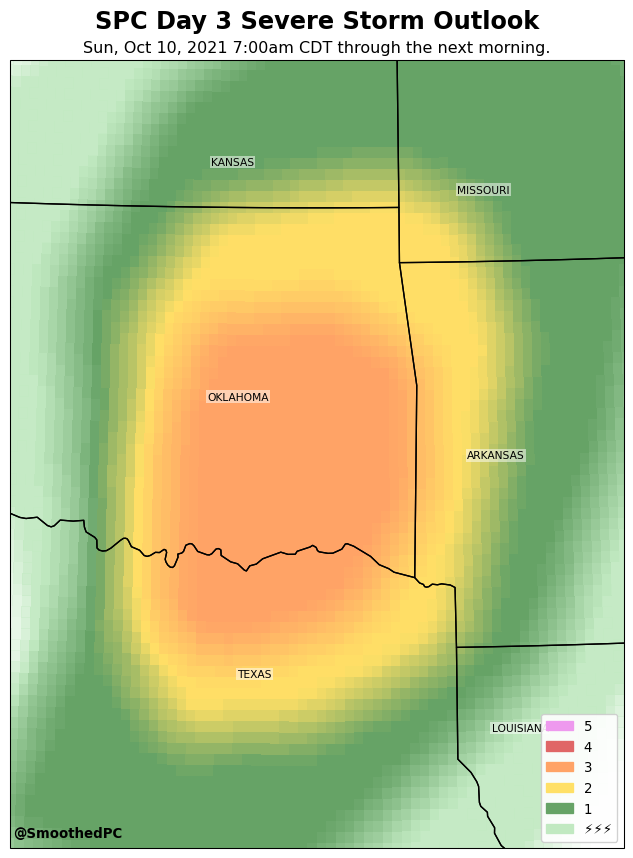 SPC Day 3 Severe Storm Outlook
Sun, Oct 10, 2021 7:00am CDT through the next morning.
KANSAS
MISSOURI
OKLAHOMA
ARKANSAS
TEXAS
LOUISIAN
5
4
3
2
1
⚡⚡⚡
@SmoothedPC